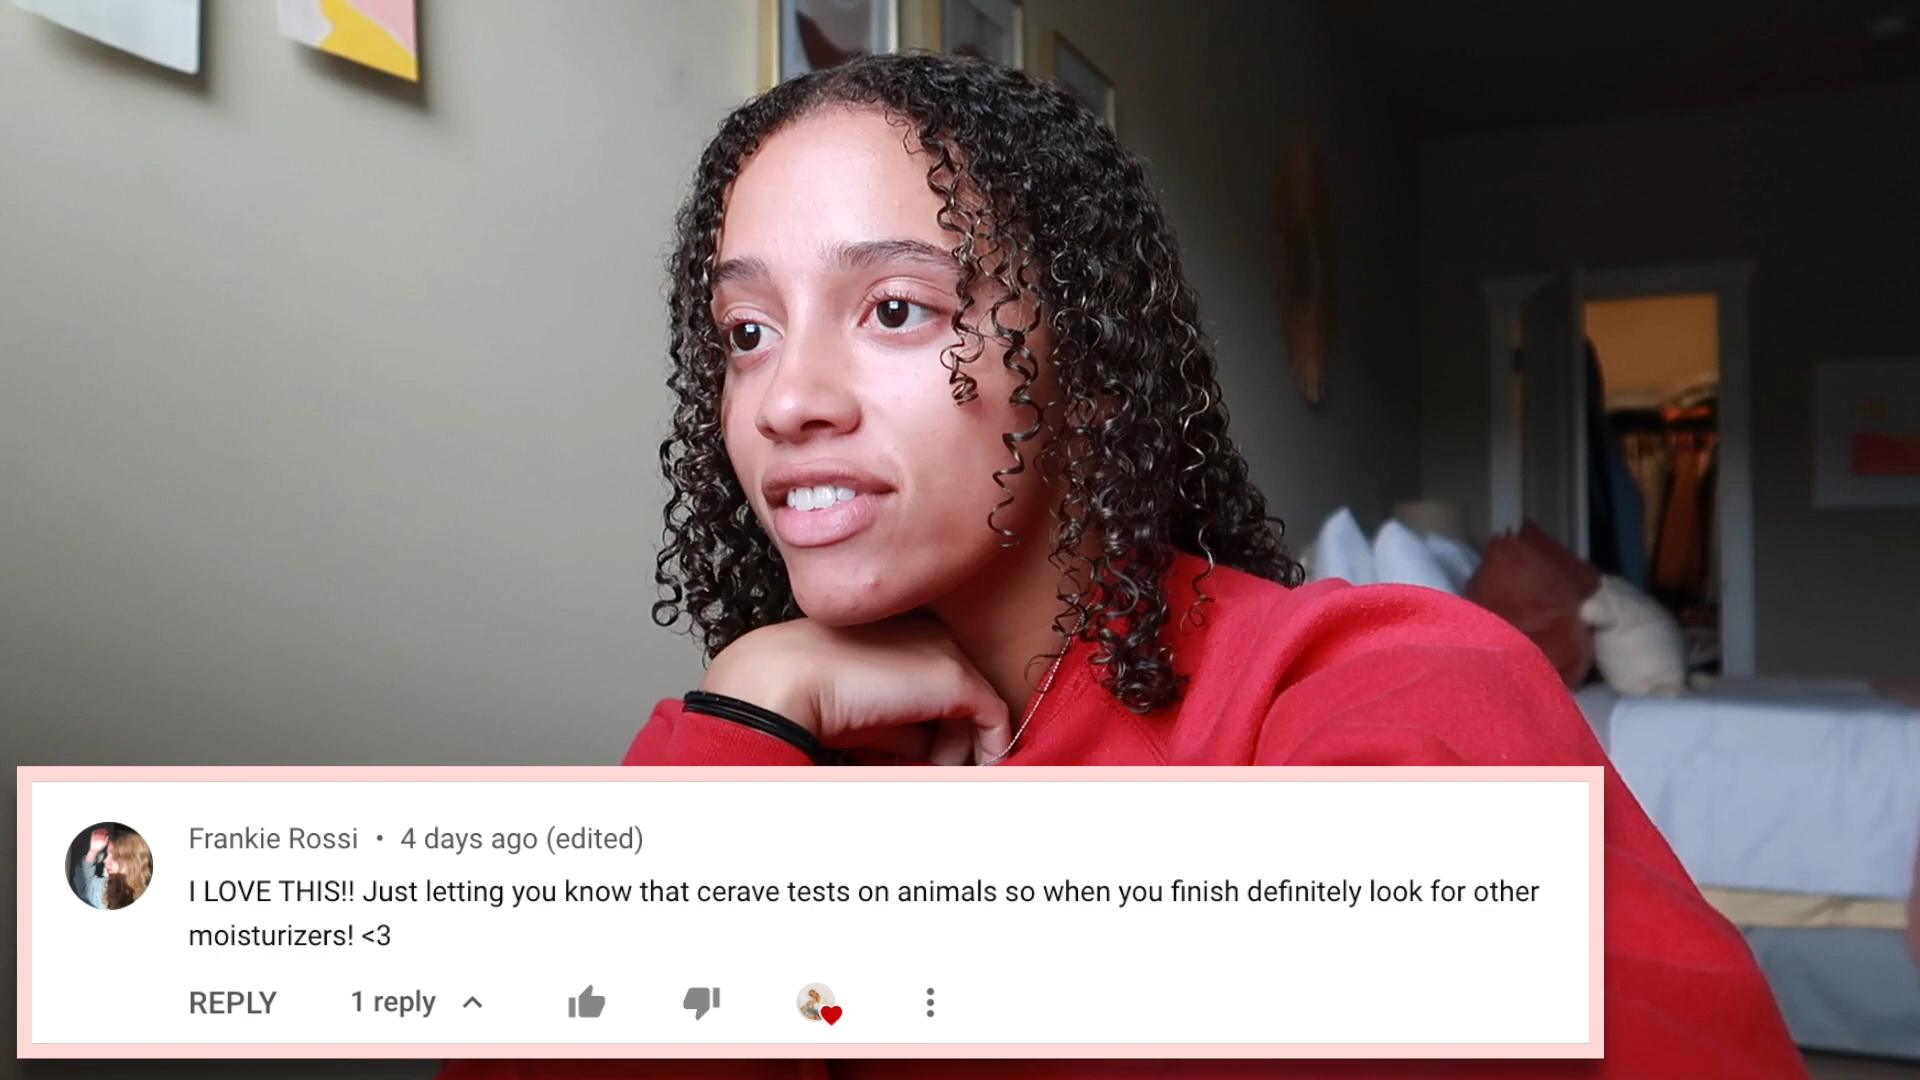 Frankie Rossi • 4 days ago (edited)
I LOVE THIS!! Just letting you know that cerave tests on animals so when you finish definitely look for other
moisturizers! <3
REPLY 1 reply